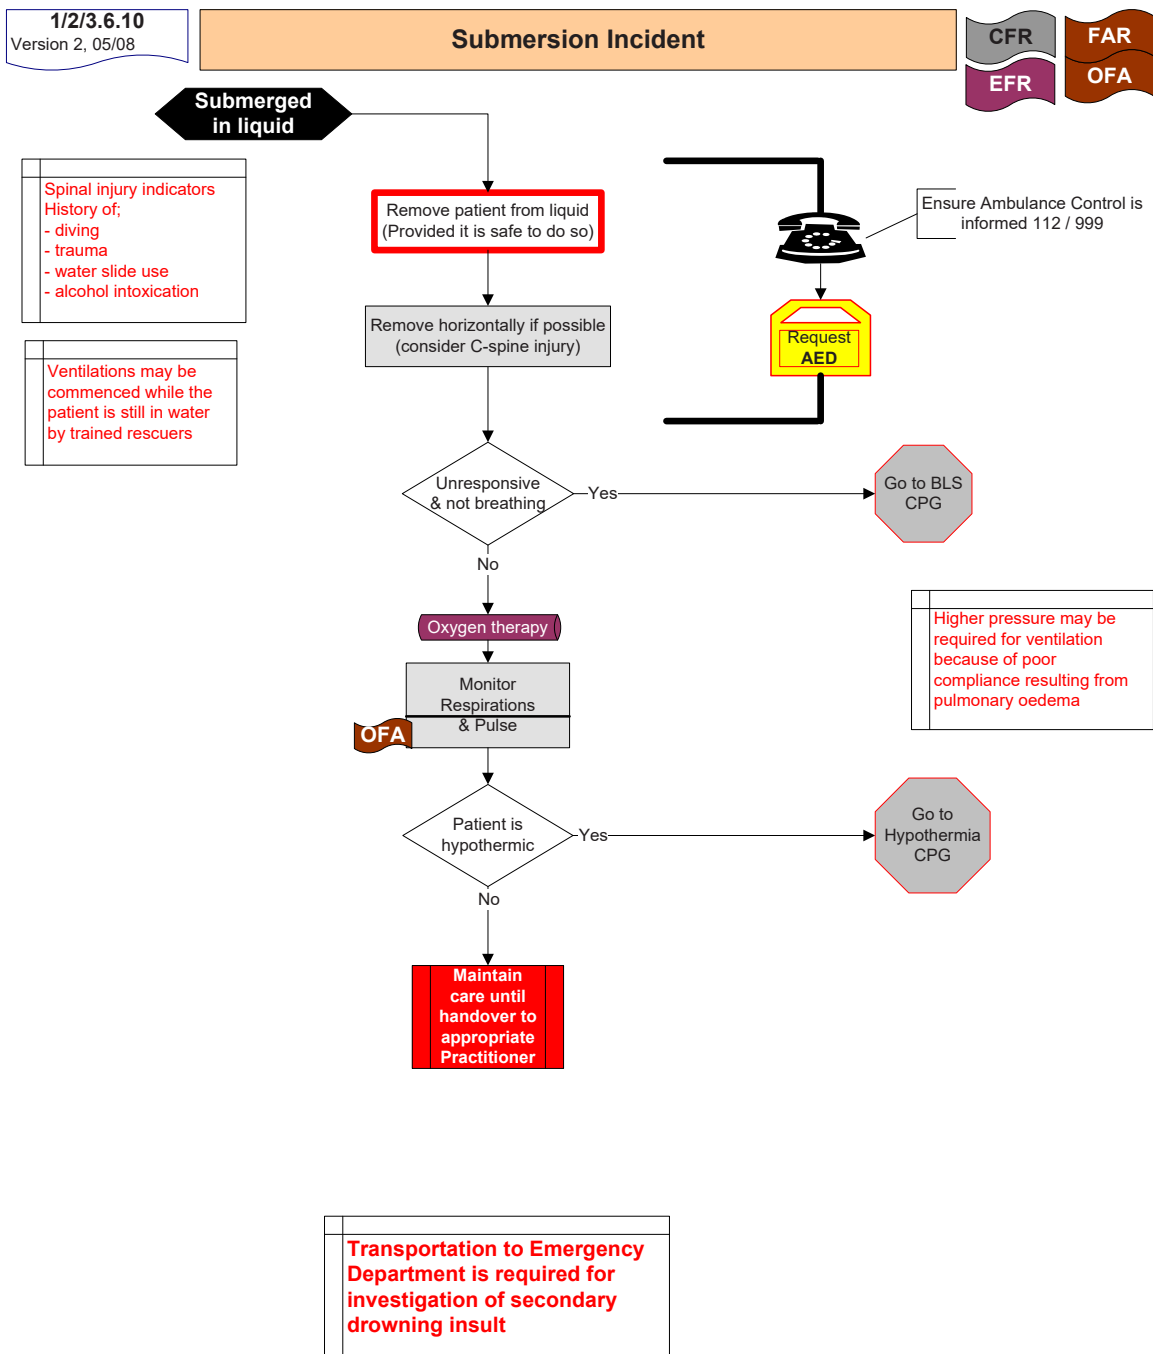 1/2/3.6.10
Version 2, 05/08
Submersion Incident
CFR
FAR
EFR
OFA
Submerged
in liquid
Spinal injury indicators
History of;
- diving
- trauma
- water slide use
- alcohol intoxication
Remove patient from liquid
(Provided it is safe to do so)
Ensure Ambulance Control is
informed 112 / 999
Remove horizontally if possible
(consider C-spine injury)
Request
AED
Ventilations may be
commenced while the
patient is still in water
by trained rescuers
Unresponsive
& not breathing
Yes
Go to BLS
CPG
No
Oxygen therapy
Higher pressure may be
required for ventilation
because of poor
compliance resulting from
pulmonary oedema
Monitor
Respirations
& Pulse
OFA
Patient is
hypothermic
Yes
Go to
Hypothermia
CPG
No
Maintain
care until
handover to
appropriate
Practitioner
Transportation to Emergency
Department is required for
investigation of secondary
drowning insult